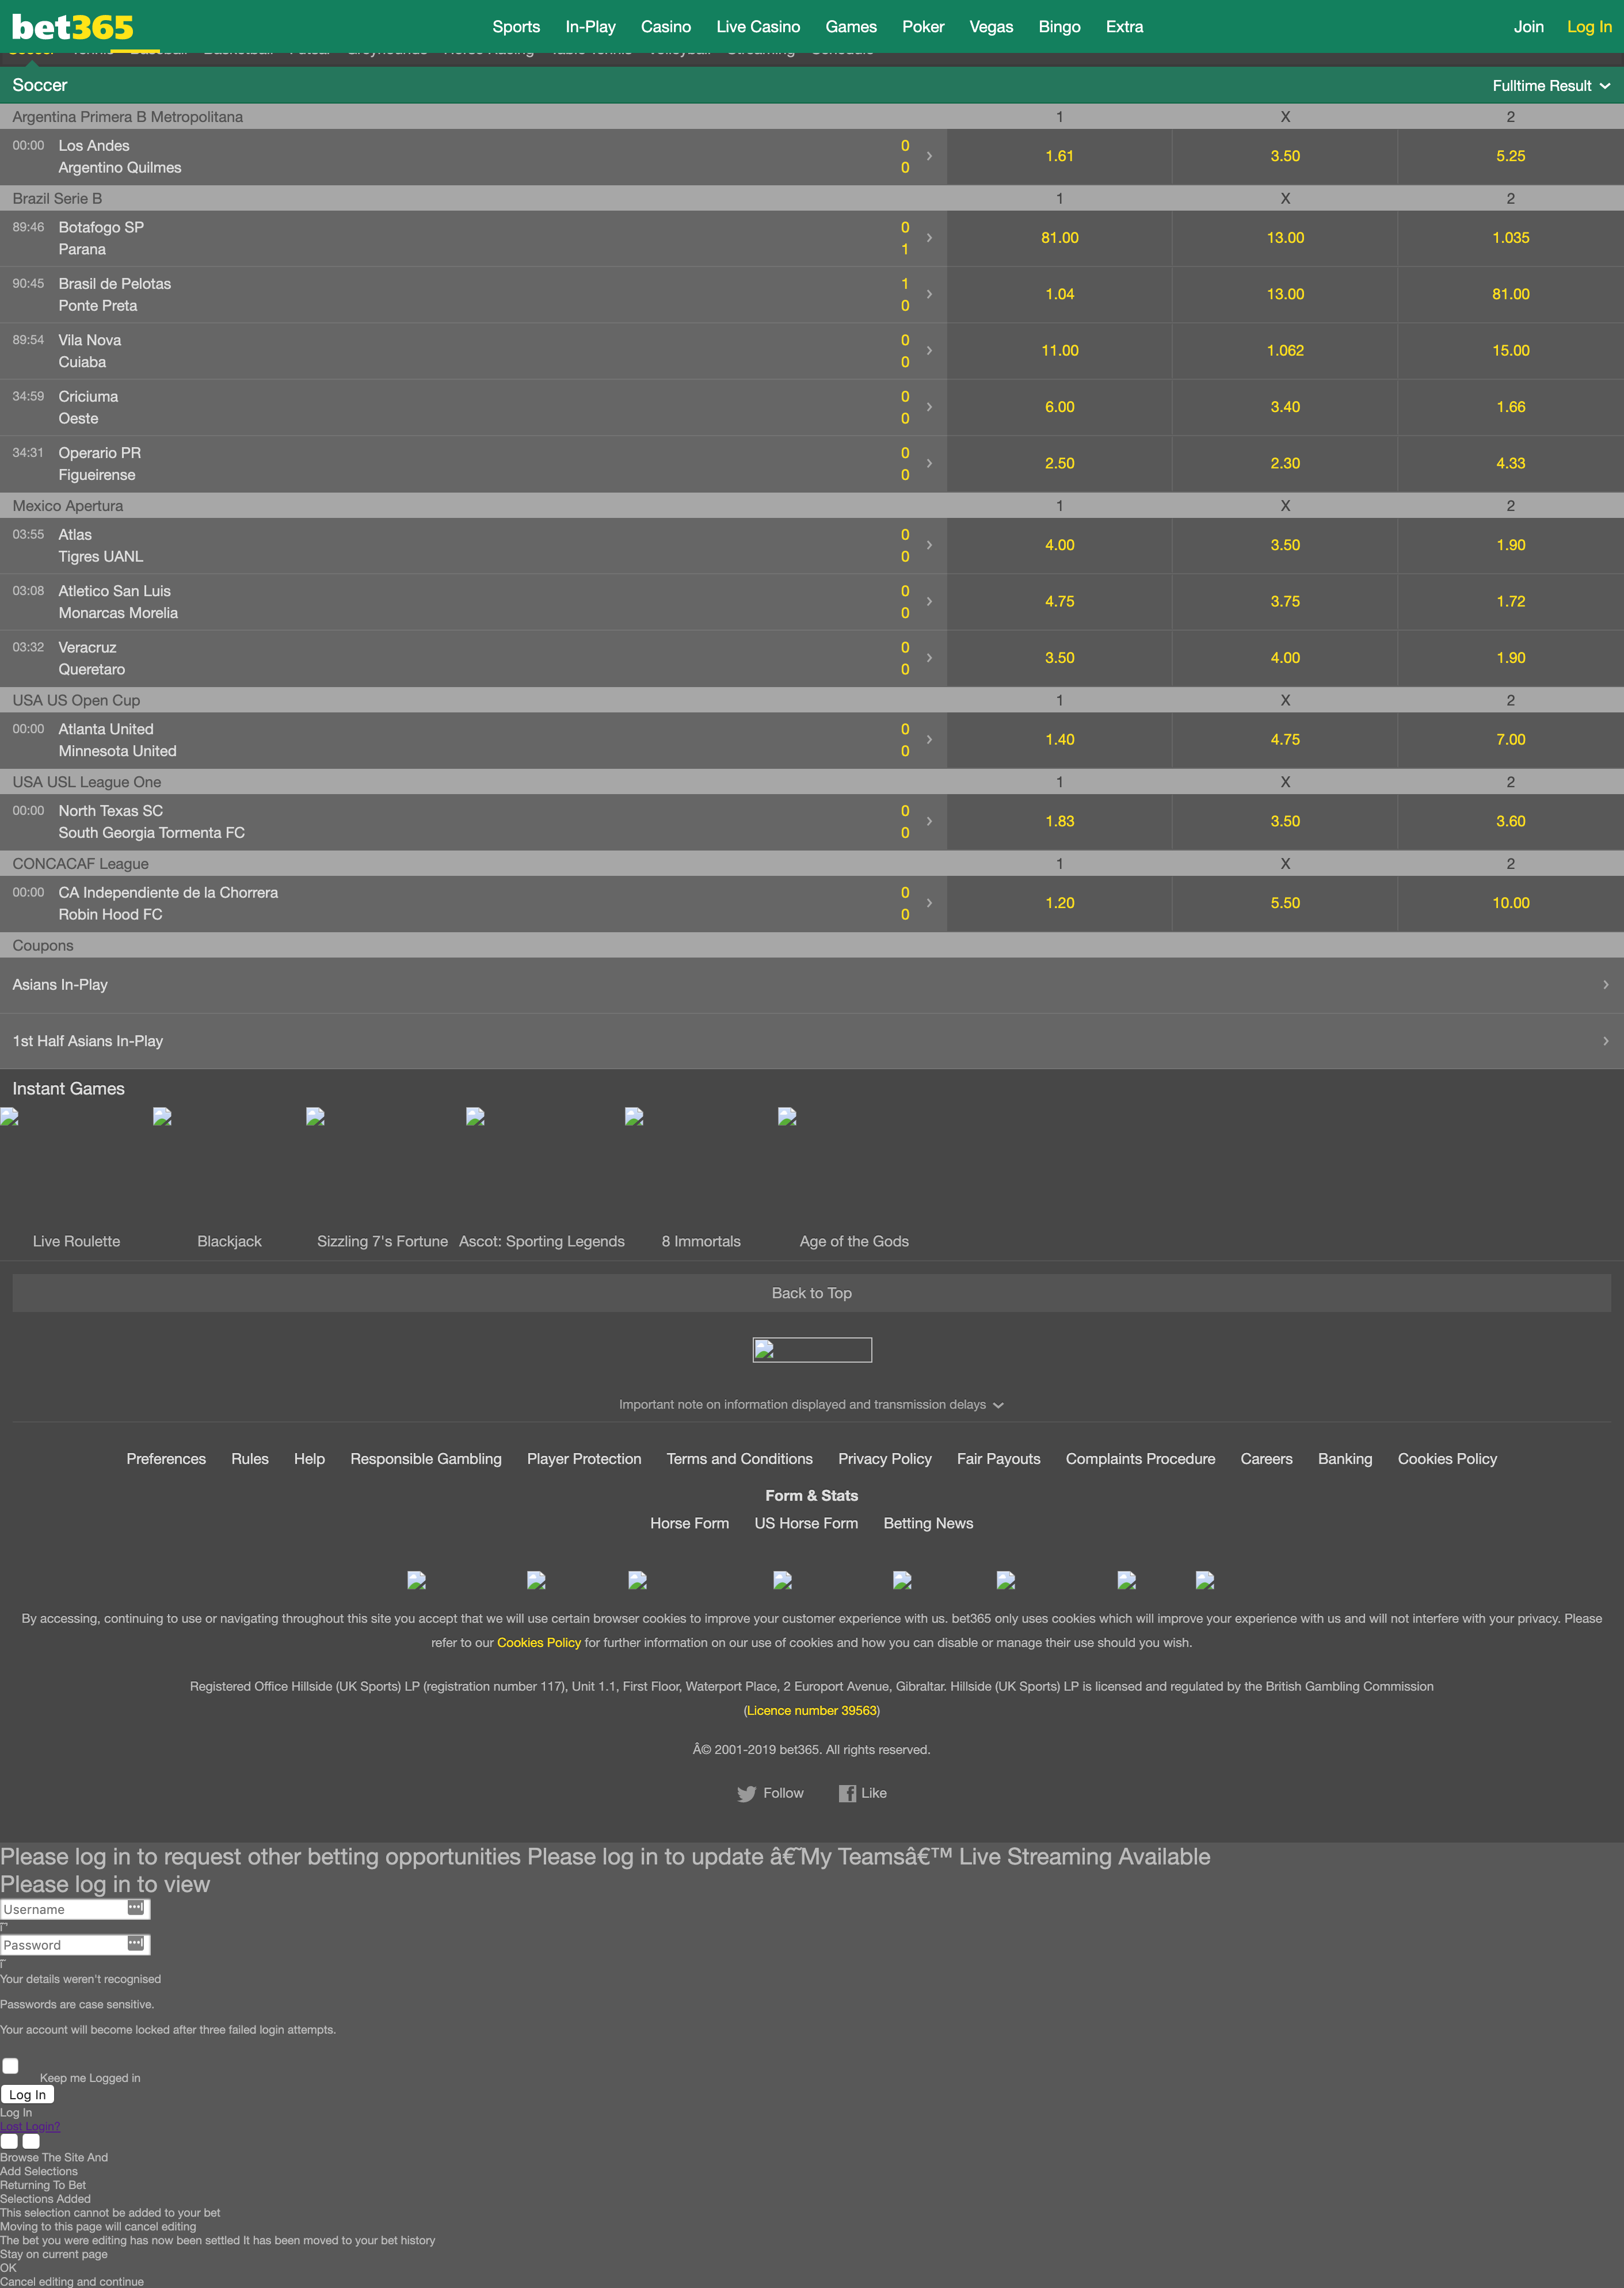 bet365
Sports In-Play Casino Live Casino Games Poker Vegas Bingo Extra
Join Log In
Soccer
Fulltime Result
Argentina Primera B Metropolitana 1 X 2
00:00 Los Andes 0
Argentino Quilmes 0
1.61 3.50 5.25
Brazil Serie B 1 X 2
89:46 Botafogo SP 0
Parana 1
81.00 13.00 1.035
90:45 Brasil de Pelotas 1
Ponte Preta 0
1.04 13.00 81.00
89:54 Vila Nova 0
Cuiaba 0
11.00 1.062 15.00
34:59 Criciuma 0
Oeste 0
6.00 3.40 1.66
34:31 Operario PR 0
Figueirense 0
2.50 2.30 4.33
Mexico Apertura 1 X 2
03:55 Atlas 0
Tigres UANL 0
4.00 3.50 1.90
03:08 Atletico San Luis 0
Monarcas Morelia 0
4.75 3.75 1.72
03:32 Veracruz 0
Queretaro 0
3.50 4.00 1.90
USA US Open Cup 1 X 2
00:00 Atlanta United 0
Minnesota United 0
1.40 4.75 7.00
USA USL League One 1 X 2
00:00 North Texas SC 0
South Georgia Tormenta FC 0
1.83 3.50 3.60
CONCACAF League 1 X 2
00:00 CA Independiente de la Chorrera 0
Robin Hood FC 0
1.20 5.50 10.00
Coupons
Asians In-Play
1st Half Asians In-Play
Instant Games
Live Roulette Blackjack Sizzling 7's Fortune Ascot: Sporting Legends 8 Immortals Age of the Gods
Back to Top
Important note on information displayed and transmission delays
Preferences Rules Help Responsible Gambling Player Protection Terms and Conditions Privacy Policy Fair Payouts Complaints Procedure Careers Banking Cookies Policy
Form & Stats
Horse Form US Horse Form Betting News
By accessing, continuing to use or navigating throughout this site you accept that we will use certain browser cookies to improve your customer experience with us. bet365 only uses cookies which will improve your experience with us and will not interfere with your privacy. Please
refer to our Cookies Policy for further information on our use of cookies and how you can disable or manage their use should you wish.
Registered Office Hillside (UK Sports) LP (registration number 117), Unit 1.1, First Floor, Waterport Place, 2 Europort Avenue, Gibraltar. Hillside (UK Sports) LP is licensed and regulated by the British Gambling Commission
(Licence number 39563)
Â© 2001-2019 bet365. All rights reserved.
Follow Like
Please log in to request other betting opportunities Please log in to update â€˜My Teamsâ€™ Live Streaming Available
Please log in to view
Username
Password
Your details weren't recognised
Passwords are case sensitive.
Your account will become locked after three failed login attempts.
Keep me Logged in
Log In
Log In
Lost Login?
Browse The Site And
Add Selections
Returning To Bet
Selections Added
This selection cannot be added to your bet
Moving to this page will cancel editing
The bet you were editing has now been settled It has been moved to your bet history
Stay on current page
OK
Cancel editing and continue